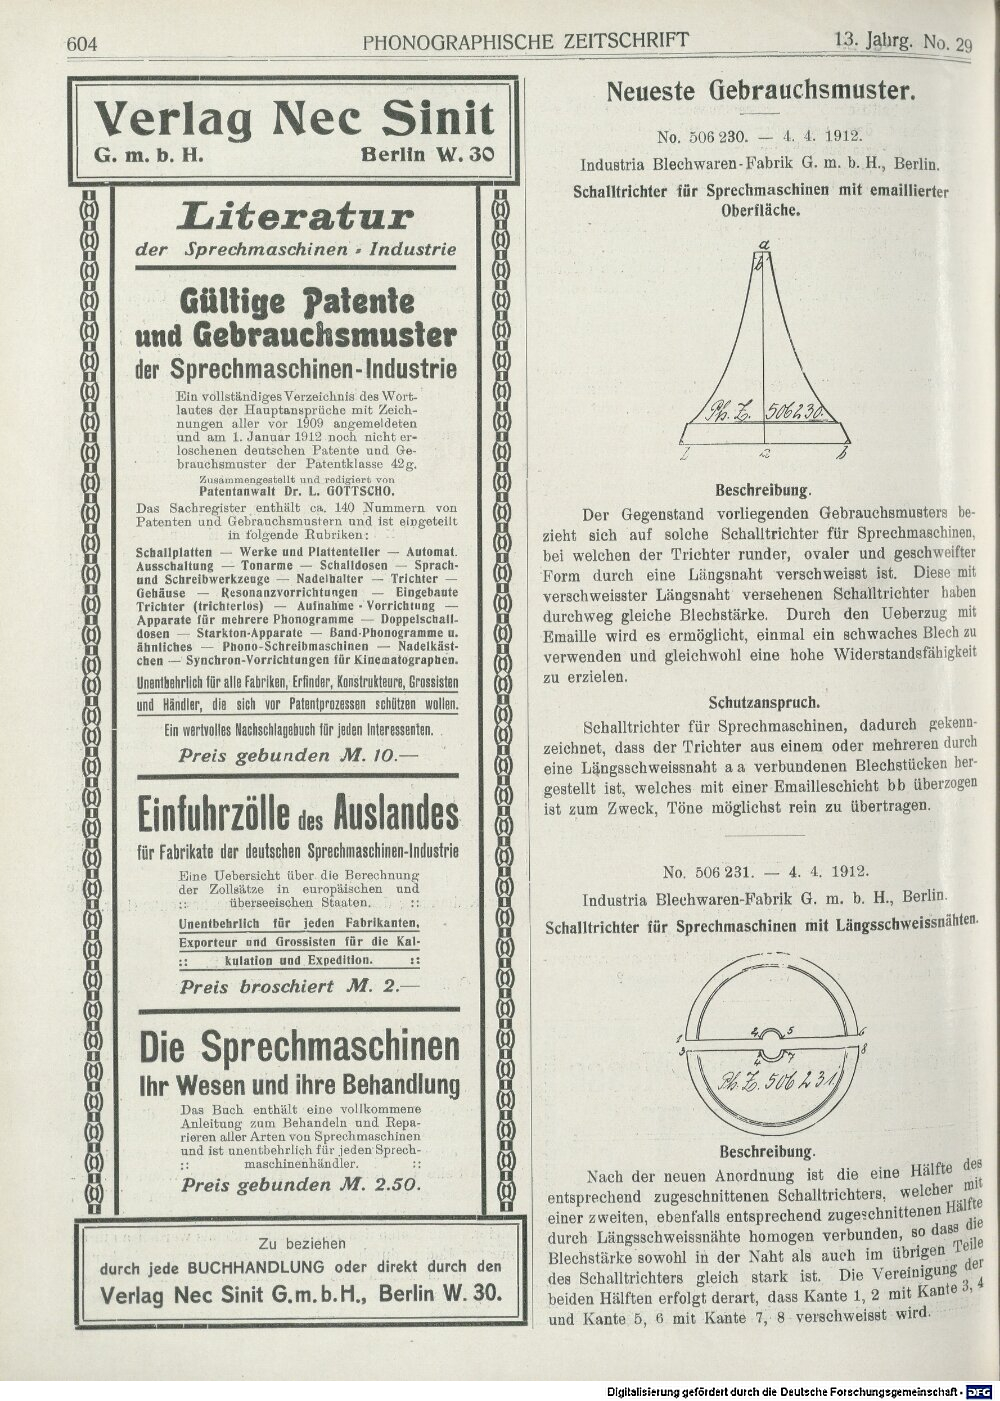 604
PHONOGRAPHISCHE ZEITSCHRIFT
13. Jahrg. No. 29
Verlag Nec Sinit
G. m. b. H. Berlin W. 30
Literatur
der Sprechmaschinen-Industrie
Gültige Patente
und Gebrauchsmuster
der Sprechmaschinen-Industrie
Ein vollständiges Verzeichnis des Wort-
lautes der Hauptansprüche mit Zeich-
nungen aller vor 1909 angemeldeten
und am 1. Januar 1912 noch nicht er-
loschenen deutschen Patente und Ge-
brauchsmuster der Patentklasse 42g.
Zusammengestellt und redigiert von
Patentanwalt Dr. L. GOTTSCHO.
Das Sachregister enthält ca. 140 Nummern von
Patenten und Gebrauchsmustern und ist eingeteilt
in folgende Rubriken:
Schallplatten — Werke und Plattenteller — Automat.
Ausschaltung — Tonarme — Schalldosen — Sprach-
und Schreibwerkzeuge — Nadelhalter — Trichter —
Gehäuse — Resonanzvorrichtungen — Eingebaute
Trichter (trichterlos) — Aufnahme-Vorrichtung —
Apparate für mehrere Phonogramme — Doppelschall-
dosen — Starkton-Apparate — Band-Phonogramme u.
ähnliches — Phono-Schreibmaschinen — Nadelkäst-
chen — Synchron-Vorrichtungen für Kinematographen.
Unentbehrlich für alle Fabriken, Erfinder, Konstrukteure, Grossisten
und Händler, die sich vor Patentprozessen schützen wollen.
Ein wertvolles Nachschlagebuch für jeden Interessenten.
Preis gebunden M. 10.—
Einfuhrzölle des Auslandes
für Fabrikate der deutschen Sprechmaschinen-Industrie
Eine Uebersicht über die Berechnung
der Zollsätze in europäischen und
:: überseeischen Staaten. ::
Unentbehrlich für jeden Fabrikanten,
Exporteur und Grossisten für die Kal-
:: kulation und Expedition. ::
Preis broschiert M. 2.—
Die Sprechmaschinen
Ihr Wesen und ihre Behandlung
Das Buch enthält eine vollkommene
Anleitung zum Behandeln und Repa-
rieren aller Arten von Sprechmaschinen
und ist unentbehrlich für jeden Sprech-
:: maschinenhändler. ::
Preis gebunden M. 2.50.
Zu beziehen
durch jede BUCHHANDLUNG oder direkt durch den
Verlag Nec Sinit G.m.b.H., Berlin W. 30.
Neueste Gebrauchsmuster.
No. 506 230. — 4. 4. 1912.
Industria Blechwaren-Fabrik G. m. b. H., Berlin.
Schalltrichter für Sprechmaschinen mit emaillierter
Oberfläche.
a
b
Ph. Z. 506230.
1 2 b
Beschreibung.
Der Gegenstand vorliegenden Gebrauchsmusters be-
zieht sich auf solche Schalltrichter für Sprechmaschinen,
bei welchen der Trichter runder, ovaler und geschweifter
Form durch eine Längsnaht verschweisst ist. Diese mit
verschweisster Längsnaht versehenen Schalltrichter haben
durchweg gleiche Blechstärke. Durch den Ueberzug mit
Emaille wird es ermöglicht, einmal ein schwaches Blech zu
verwenden und gleichwohl eine hohe Widerstandsfähigkeit
zu erzielen.
Schutzanspruch.
Schalltrichter für Sprechmaschinen, dadurch gekenn-
zeichnet, dass der Trichter aus einem oder mehreren durch
eine Längsschweissnaht a a verbundenen Blechstücken her-
gestellt ist, welches mit einer Emailleschicht bb überzogen
ist zum Zweck, Töne möglichst rein zu übertragen.
No. 506 231. — 4. 4. 1912.
Industria Blechwaren-Fabrik G. m. b. H., Berlin.
Schalltrichter für Sprechmaschinen mit Längsschweissnähten.
1 4 5 6
3 4 7 8
Ph. Z. 506231.
Beschreibung.
Nach der neuen Anordnung ist die eine Hälfte des
entsprechend zugeschnittenen Schalltrichters, welcher mit
einer zweiten, ebenfalls entsprechend zugeschnittenen Hälfte
durch Längsschweissnähte homogen verbunden, so dass die
Blechstärke sowohl in der Naht als auch im übrigen Teile
des Schalltrichters gleich stark ist. Die Vereinigung der
beiden Hälften erfolgt derart, dass Kante 1, 2 mit Kante 3, 4
und Kante 5, 6 mit Kante 7, 8 verschweisst wird.
Digitalisierung gefördert durch die Deutsche Forschungsgemeinschaft - DFG